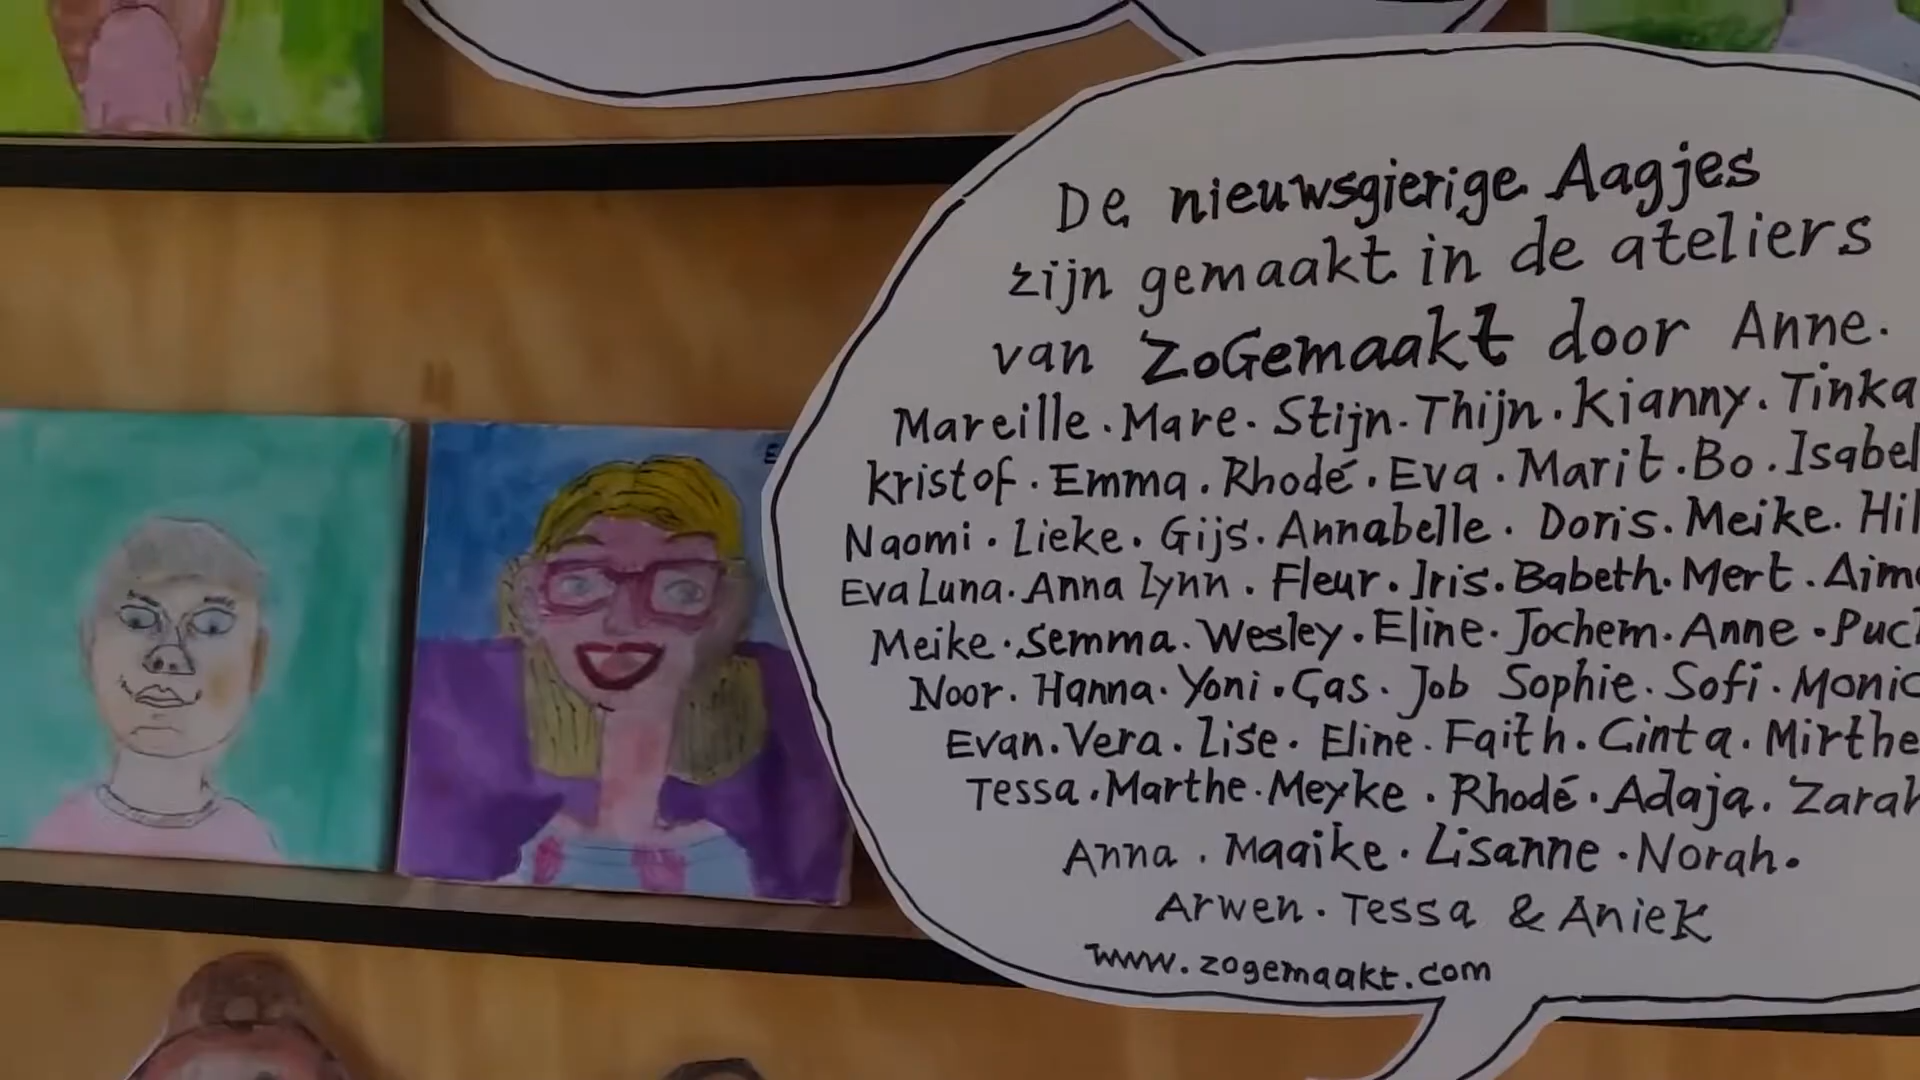 De nieuwsgierige Aagjes
zijn gemaakt in de ateliers
van ZoGemaakt door Anne.
Mareille. Mare. Stijn. Thijn. Kianny. Tinka
Kristof. Emma. Rhodé. Eva. Marit. Bo.
Naomi. Lieke. Gijs. Annabelle. Doris. Meike.
Eva Luna. Anna Lynn. Fleur. Iris. Babeth. Mert.
Meike. Semma. Wesley. Eline. Jochem. Anne.
Noor. Hanna. Yoni. Cas. Job Sophie. Sofi.
Evan. Vera. Lise. Eline. Faith. Cinta. Mirthe
Tessa. Marthe. Meyke. Rhodé. Adaja.
Anna. Maaike. Lisanne. Norah.
Arwen. Tessa & Aniek
www.zogemaakt.com